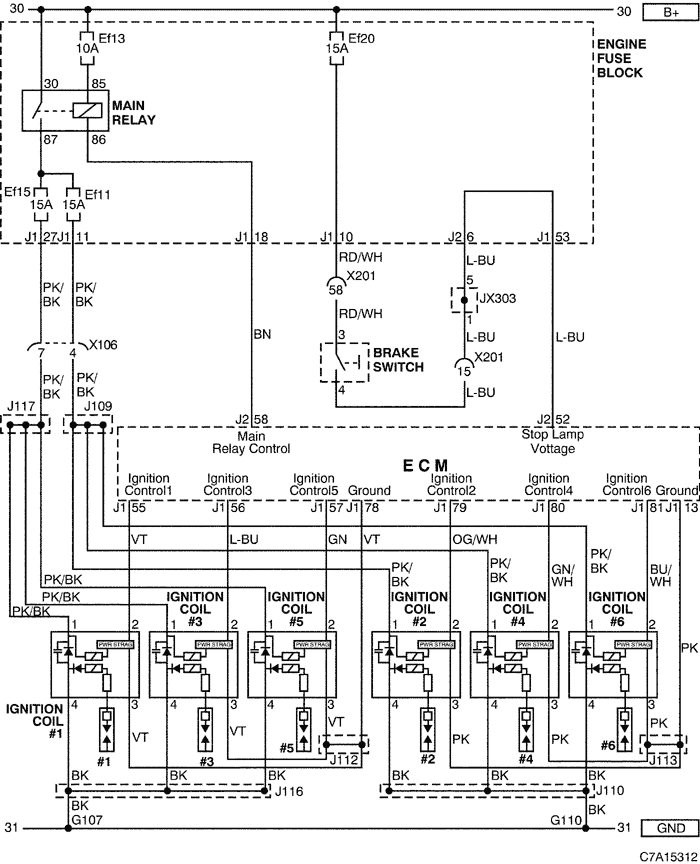 30
30
B+
Ef13
10A
Ef20
15A
ENGINE
FUSE
BLOCK
30
85
MAIN
RELAY
87
86
Ef15
15A
Ef11
15A
J1 27
J1 11
J1 18
J1 10
J2 6
J1 53
RD/WH
L-BU
X201
58
5
JX303
1
PK/
BK
PK/
BK
RD/WH
BN
L-BU
L-BU
3
BRAKE
SWITCH
4
X201
15
L-BU
X106
7
4
PK/
BK
PK/
BK
J117
J109
J2 58
J2 52
Main
Relay Control
Stop Lamp
Vottage
ECM
Ignition
Control1
Ignition
Control3
Ignition
Control5
Ground
Ignition
Control2
Ignition
Control4
Ignition
Control6
Ground
J1 55
J1 56
J1 57
J1 78
J1 79
J1 80
J1 81
J1 13
VT
L-BU
GN
VT
OG/WH
PK/
BK
GN/
WH
PK/
BK
BU/
WH
PK/BK
PK/BK
PK/BK
IGNITION
COIL
#3
IGNITION
COIL
#5
IGNITION
COIL
#2
IGNITION
COIL
#4
IGNITION
COIL
#6
PK
1
2
1
2
1
2
1
2
1
2
1
2
PWR STRAG
PWR STRAG
PWR STRAG
PWR STRAG
PWR STRAG
PWR STRAG
4
3
4
3
4
3
4
3
4
3
4
3
IGNITION
COIL
#1
#1
VT
#3
VT
#5
VT
#2
PK
#4
PK
#6
PK
J112
J113
BK
BK
BK
J116
BK
BK
BK
J110
BK
BK
31
G107
G110
31
GND
C7A15312